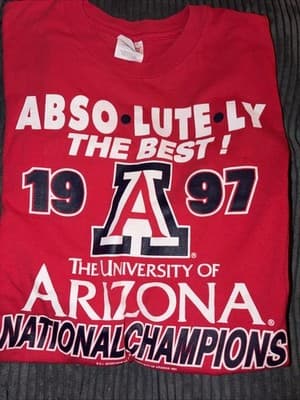 ABSO•LUTE•LY
THE BEST!
19 A 97
THE UNIVERSITY OF
ARIZONA®
NATIONAL CHAMPIONS